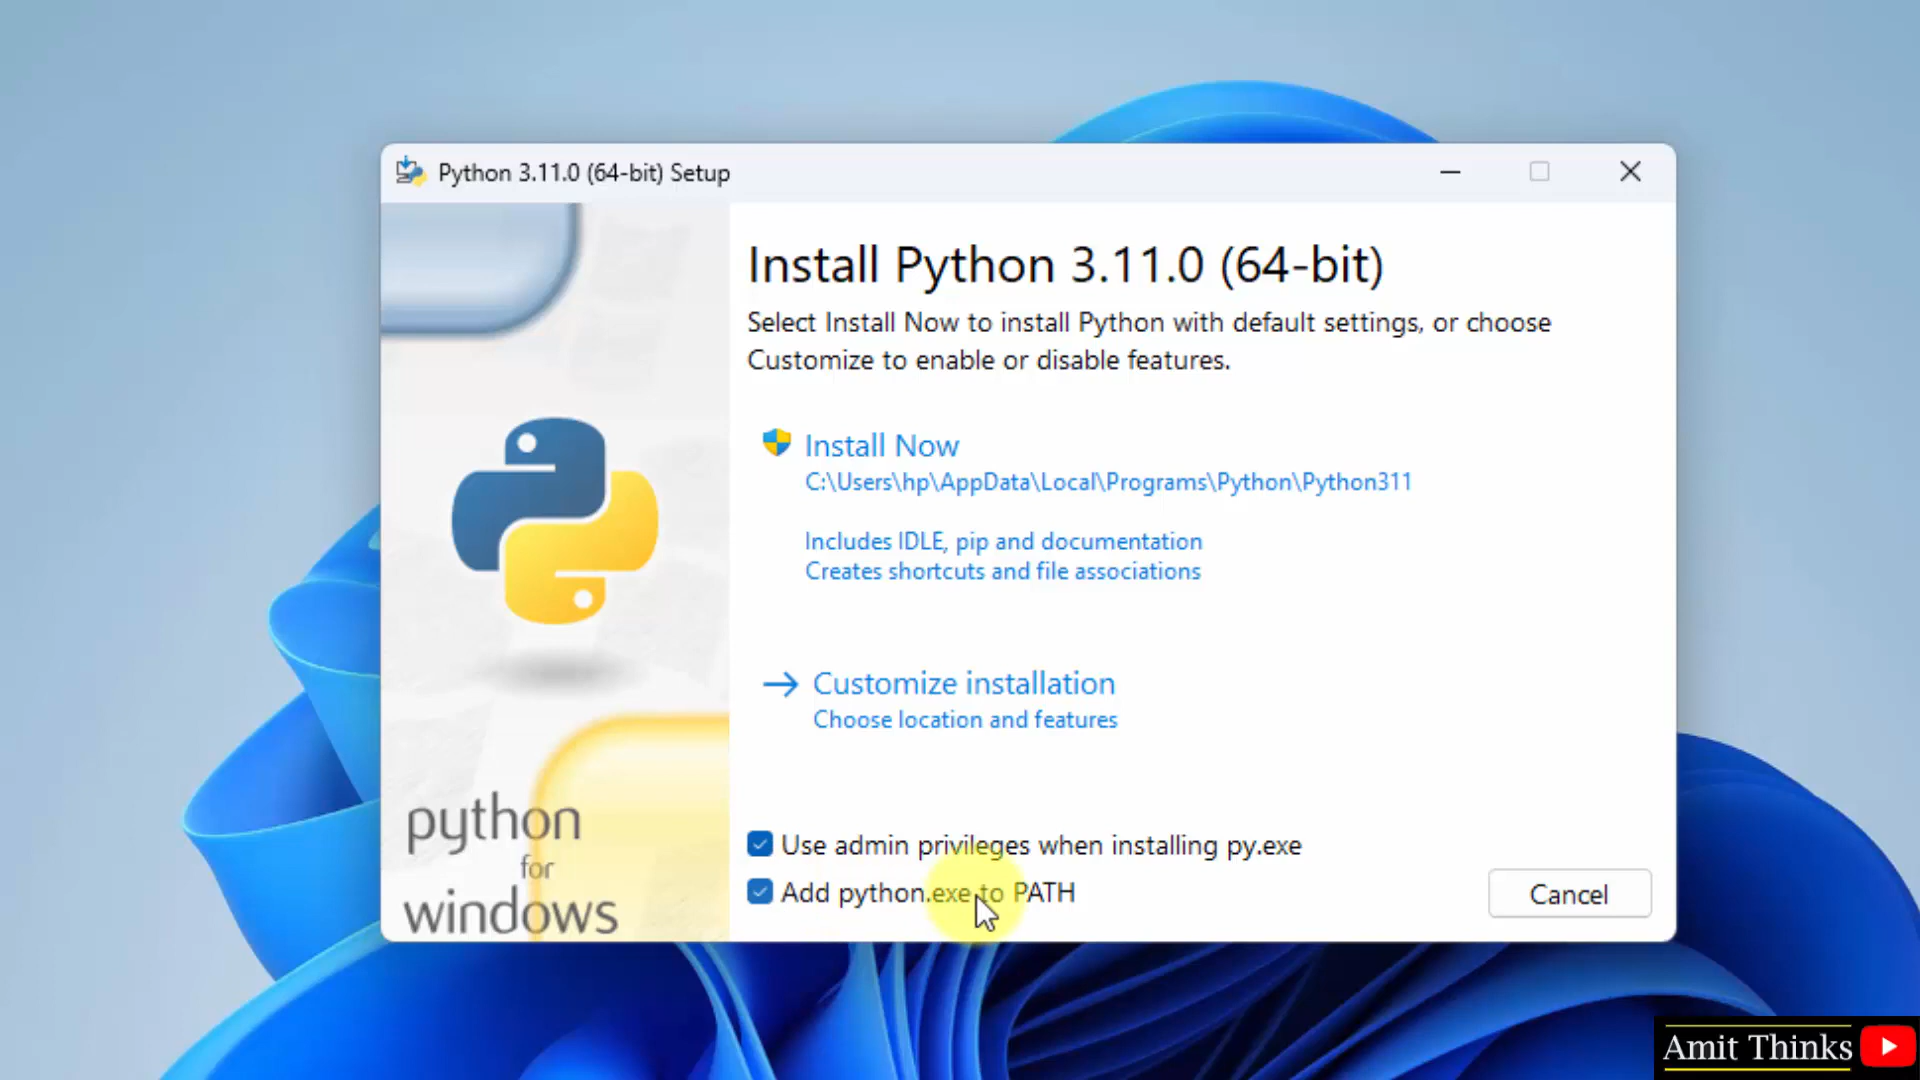 Python 3.11.0 (64-bit) Setup
Install Python 3.11.0 (64-bit)
Select Install Now to install Python with default settings, or choose
Customize to enable or disable features.
Install Now
C:\Users\hp\AppData\Local\Programs\Python\Python311
Includes IDLE, pip and documentation
Creates shortcuts and file associations
Customize installation
Choose location and features
python
for
windows
Use admin privileges when installing py.exe
Add python.exe to PATH
Cancel
Amit Thinks